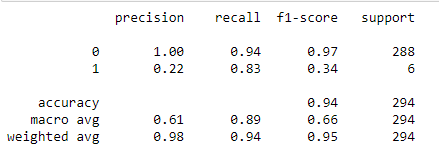 precision recall f1-score support
0 1.00 0.94 0.97 288
1 0.22 0.83 0.34 6
accuracy 0.94 294
macro avg 0.61 0.89 0.66 294
weighted avg 0.98 0.94 0.95 294